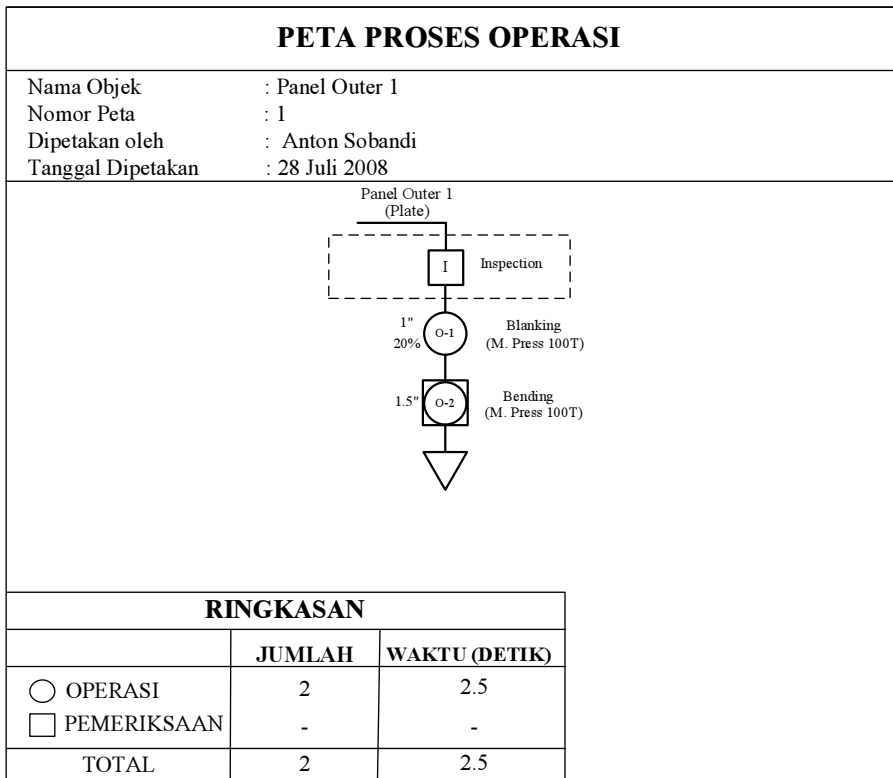 PETA PROSES OPERASI
Nama Objek : Panel Outer 1
Nomor Peta : 1
Dipetakan oleh : Anton Sobandi
Tanggal Dipetakan : 28 Juli 2008
Panel Outer 1
(Plate)
I Inspection
1" O-1 Blanking
20% (M. Press 100T)
1.5" O-2 Bending
(M. Press 100T)
RINGKASAN
JUMLAH WAKTU (DETIK)
OPERASI 2 2.5
PEMERIKSAAN - -
TOTAL 2 2.5